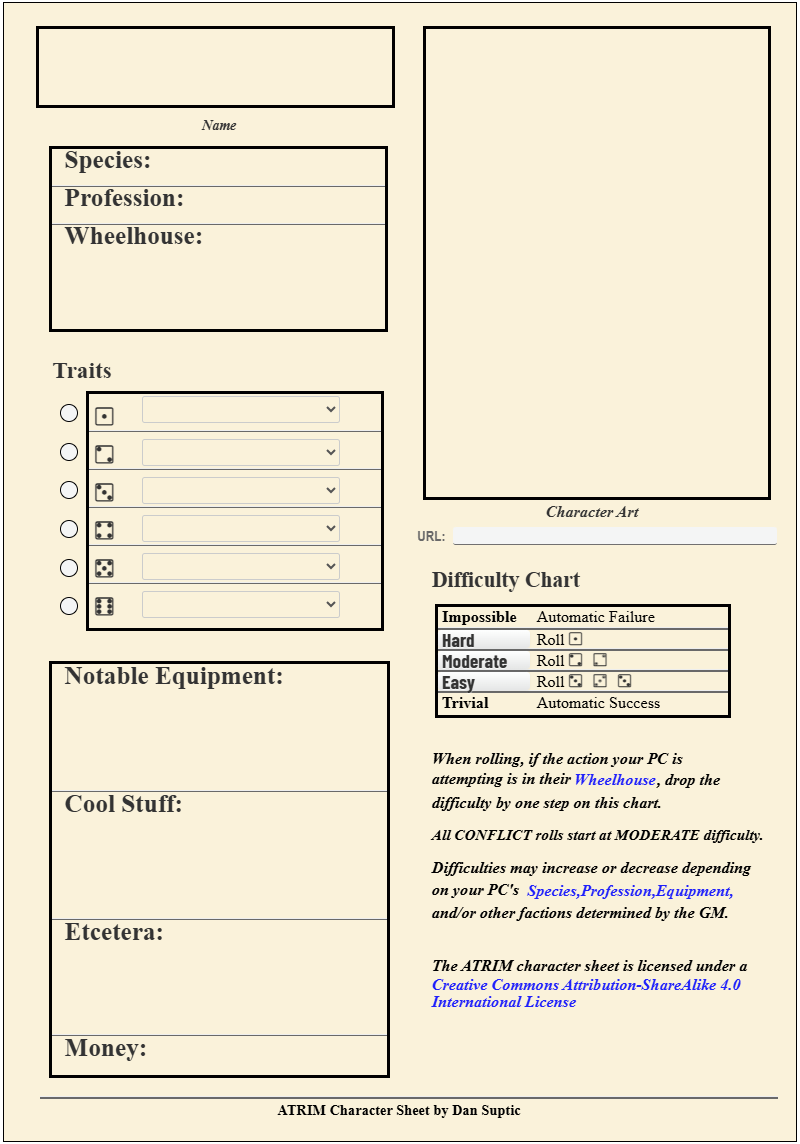 Name
Species:
Profession:
Wheelhouse:
Traits
Notable Equipment:
Cool Stuff:
Etcetera:
Money:
Character Art
URL:
Difficulty Chart
Impossible Automatic Failure
Hard Roll
Moderate Roll
Easy Roll
Trivial Automatic Success
When rolling, if the action your PC is
attempting is in their Wheelhouse, drop the
difficulty by one step on this chart.
All CONFLICT rolls start at MODERATE difficulty.
Difficulties may increase or decrease depending
on your PC's Species,Profession,Equipment,
and/or other factions determined by the GM.
The ATRIM character sheet is licensed under a
Creative Commons Attribution-ShareAlike 4.0
International License
ATRIM Character Sheet by Dan Suptic